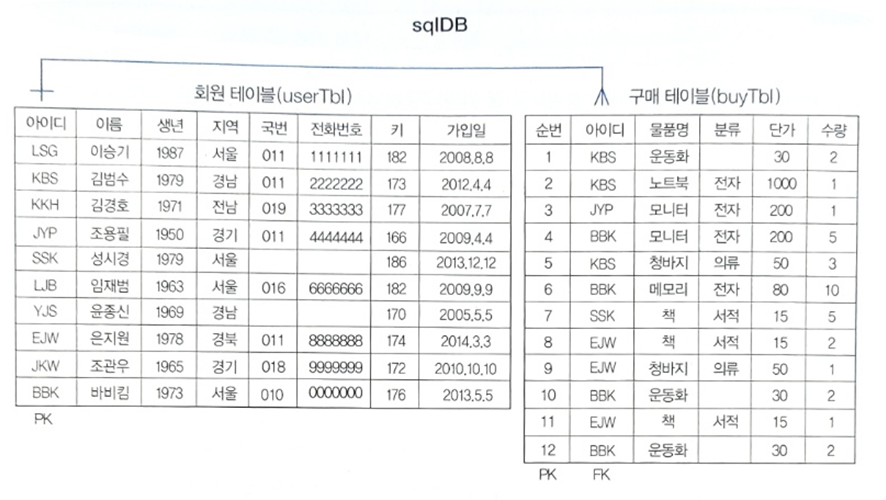 sqlDB
회원 테이블(userTbl)
아이디 이름 생년 지역 국번 전화번호 키 가입일
LSG 이승기 1987 서울 011 1111111 182 2008.8.8
KBS 김범수 1979 경남 011 2222222 173 2012.4.4
KKH 김경호 1971 전남 019 3333333 177 2007.7.7
JYP 조용필 1950 경기 011 4444444 166 2009.4.4
SSK 성시경 1979 서울 186 2013.12.12
LJB 임재범 1963 서울 016 6666666 182 2009.9.9
YJS 윤종신 1969 경남 170 2005.5.5
EJW 은지원 1978 경북 011 8888888 174 2014.3.3
JKW 조관우 1965 경기 018 9999999 172 2010.10.10
BBK 바비킴 1973 서울 010 0000000 176 2013.5.5
PK
구매 테이블(buyTbl)
순번 아이디 물품명 분류 단가 수량
1 KBS 운동화 30 2
2 KBS 노트북 전자 1000 1
3 JYP 모니터 전자 200 1
4 BBK 모니터 전자 200 5
5 KBS 청바지 의류 50 3
6 BBK 메모리 전자 80 10
7 SSK 책 서적 15 5
8 EJW 책 서적 15 2
9 EJW 청바지 의류 50 1
10 BBK 운동화 30 2
11 EJW 책 서적 15 1
12 BBK 운동화 30 2
PK FK